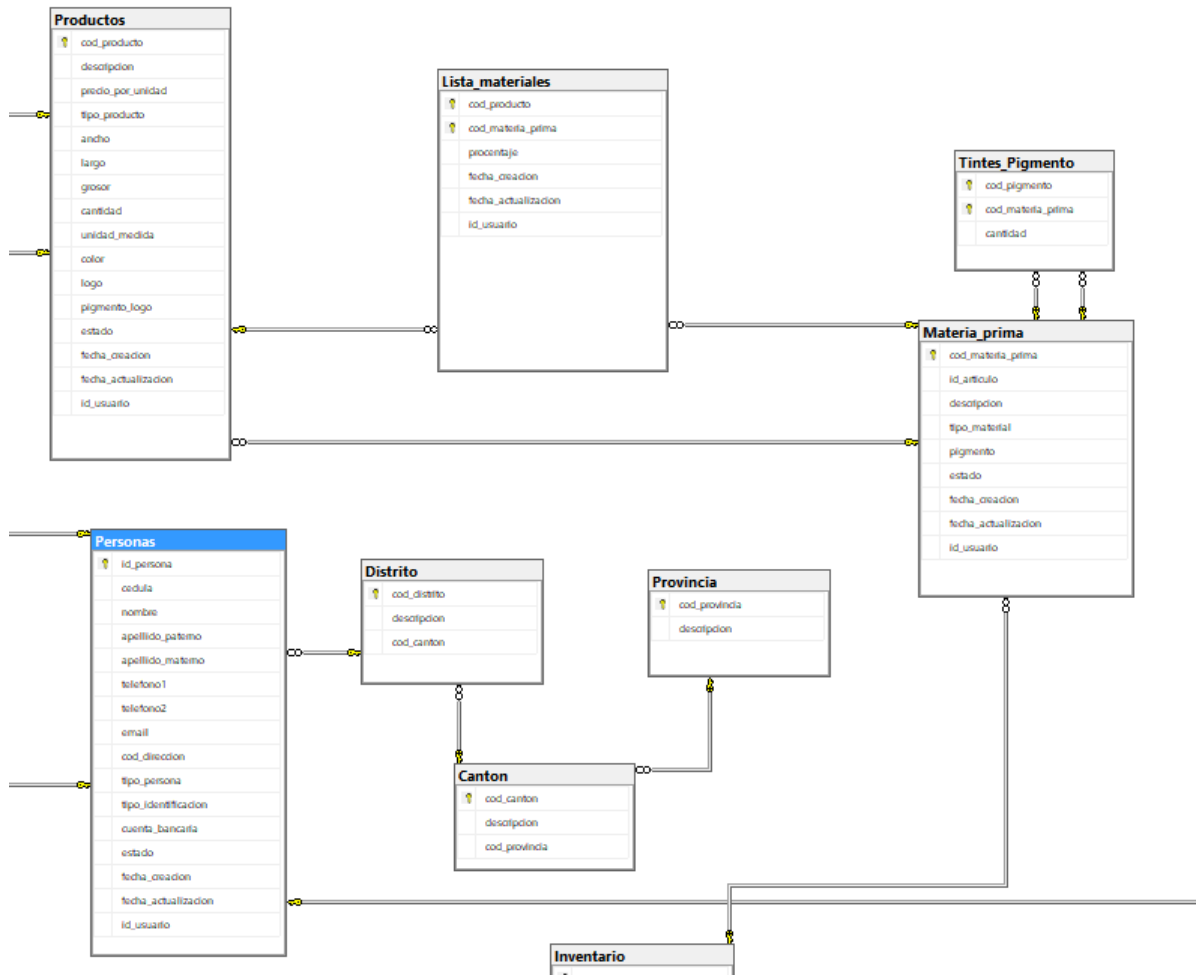 Productos
cod_producto
descripcion
precio_por_unidad
tipo_producto
ancho
largo
grosor
cantidad
unidad_medida
color
logo
pigmento_logo
estado
fecha_creacion
fecha_actualizacion
id_usuario
Lista_materiales
cod_producto
cod_materia_prima
procentaje
fecha_creacion
fecha_actualizacion
id_usuario
Tintes_Pigmento
cod_pigmento
cod_materia_prima
cantidad
Materia_prima
cod_materia_prima
id_articulo
descripcion
tipo_material
pigmento
estado
fecha_creacion
fecha_actualizacion
id_usuario
Personas
id_persona
cedula
nombre
apellido_paterno
apellido_materno
telefono1
telefono2
email
cod_direccion
tipo_persona
tipo_identificacion
cuenta_bancaria
estado
fecha_creacion
fecha_actualizacion
id_usuario
Distrito
cod_distrito
descripcion
cod_canton
Provincia
cod_provincia
descripcion
Canton
cod_canton
descripcion
cod_provincia
Inventario